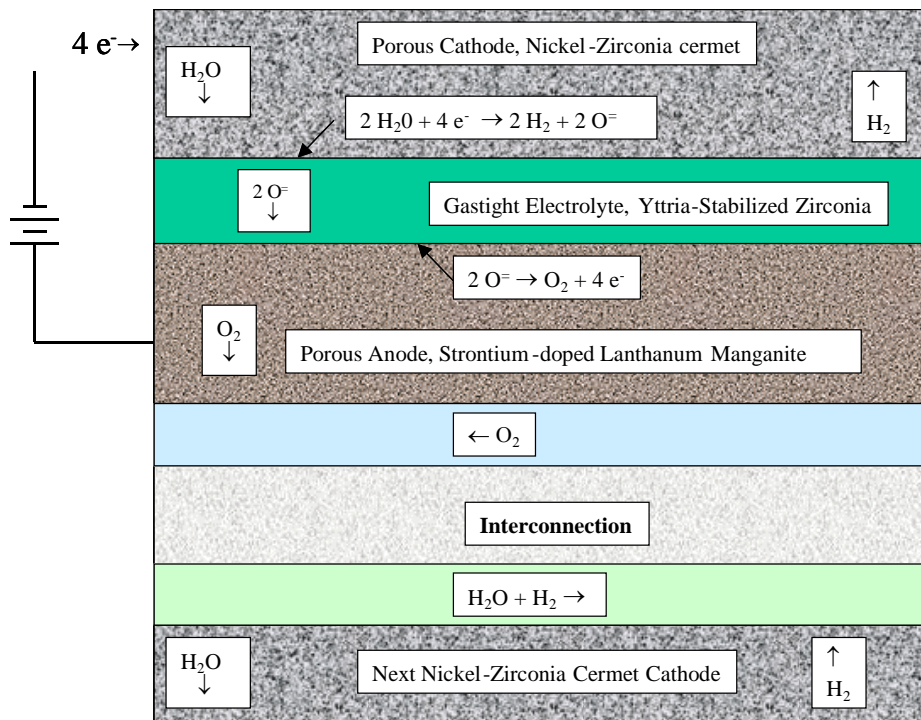 4 e⁻→
Porous Cathode, Nickel-Zirconia cermet
H₂O
↓
↑
H₂
2 H₂0 + 4 e⁻ → 2 H₂ + 2 O⁼
2 O⁼
↓
Gastight Electrolyte, Yttria-Stabilized Zirconia
2 O⁼ → O₂ + 4 e⁻
O₂
↓
Porous Anode, Strontium-doped Lanthanum Manganite
← O₂
Interconnection
H₂O + H₂ →
H₂O
↓
Next Nickel-Zirconia Cermet Cathode
↑
H₂